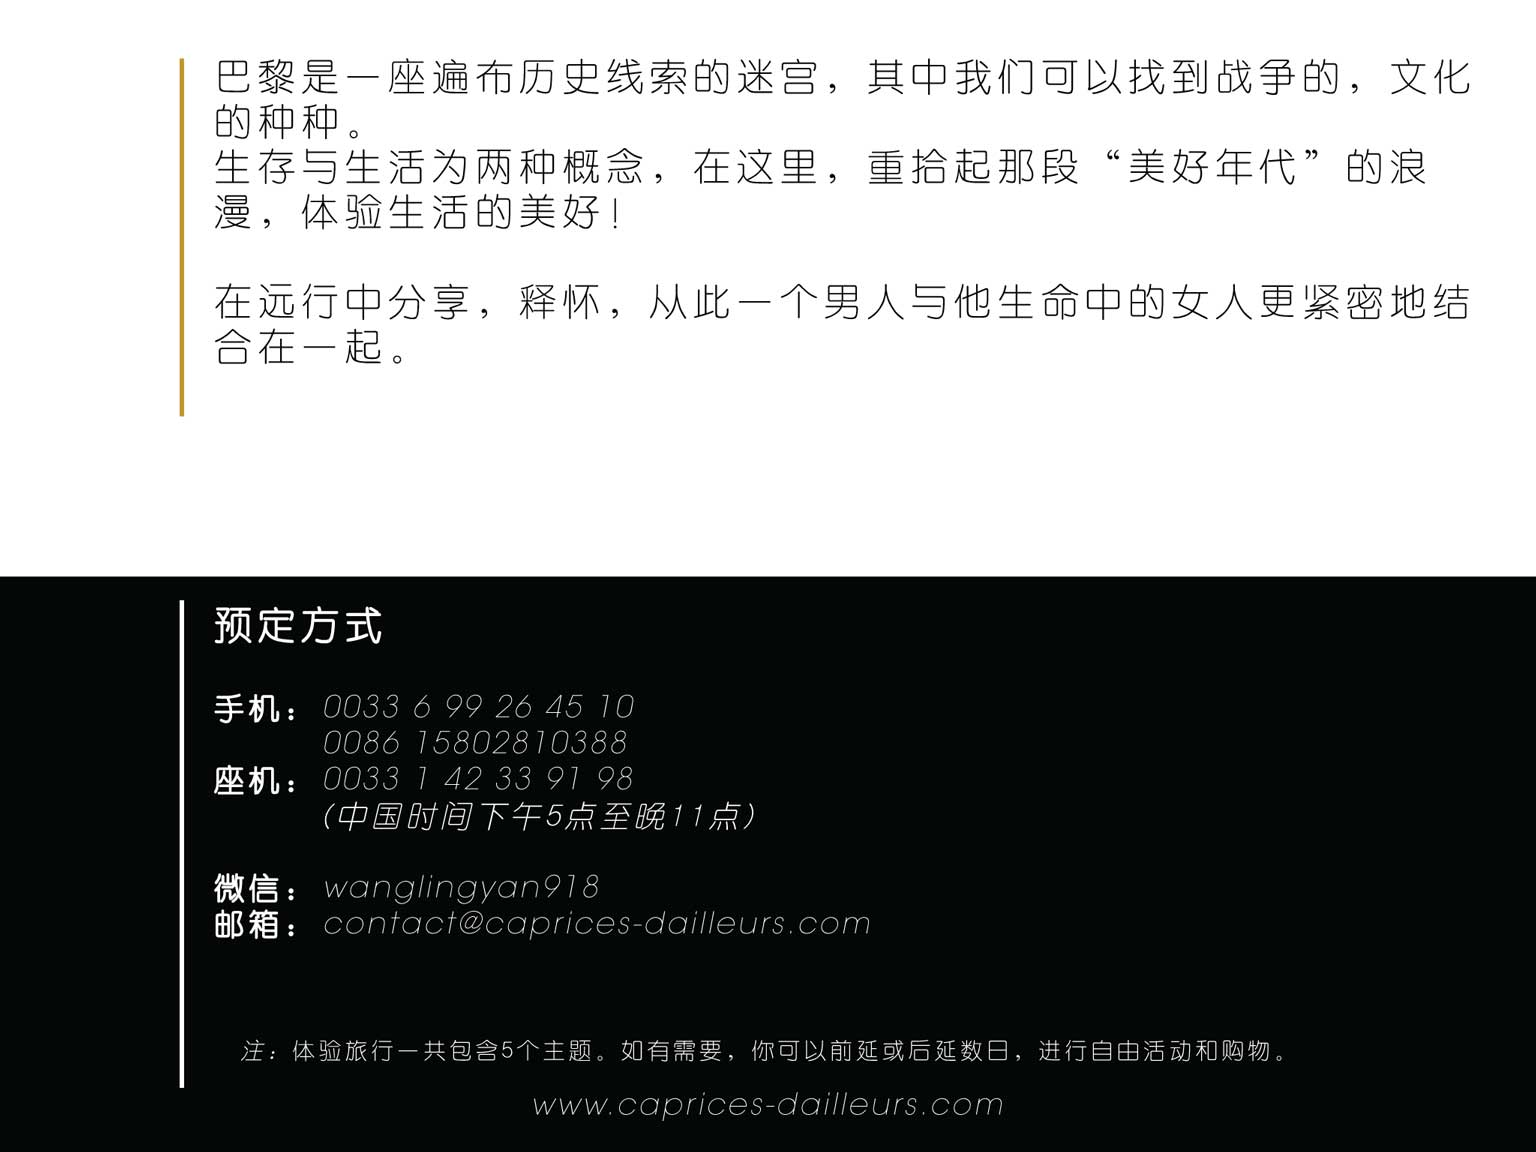 巴黎是一座遍布历史线索的迷宫，其中我们可以找到战争的，文化
的种种。
生存与生活为两种概念，在这里，重拾起那段“美好年代”的浪
漫，体验生活的美好！
在远行中分享，释怀，从此一个男人与他生命中的女人更紧密地结
合在一起。
预定方式
手机：0033 6 99 26 45 10
0086 15802810388
座机：0033 1 42 33 91 98
(中国时间下午5点至晚11点)
微信：wanglingyan918
邮箱：contact@caprices-dailleurs.com
注：体验旅行一共包含5个主题。如有需要，你可以前延或后延数日，进行自由活动和购物。
www.caprices-dailleurs.com